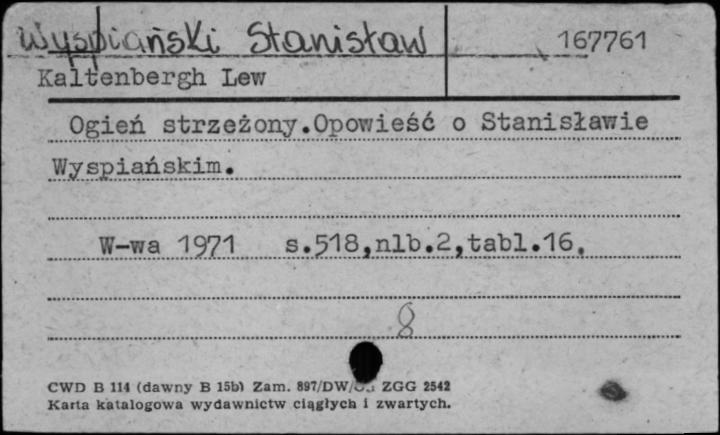 Wyspiański Stanisław 167761
Kaltenbergh Lew
Ogień strzeżony.Opowieść o Stanisławie
Wyspiańskim.
W-wa 1971 s.518,nlb.2,tabl.16.
8
CWD B 114 (dawny B 15b) Zam. 897/DW/ ZGG 2542
Karta katalogowa wydawnictw ciągłych i zwartych.